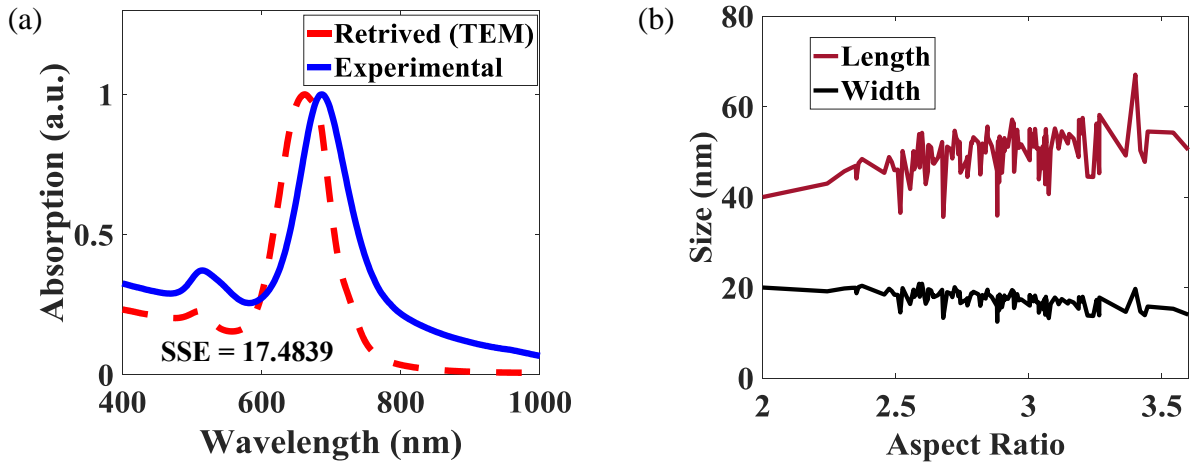 (a)
Retrived (TEM)
Experimental
1
0.5
0
SSE = 17.4839
400
600
800
1000
Wavelength (nm)
Absorption (a.u.)
(b)
Length
Width
80
60
40
20
0
2
2.5
3
3.5
Aspect Ratio
Size (nm)